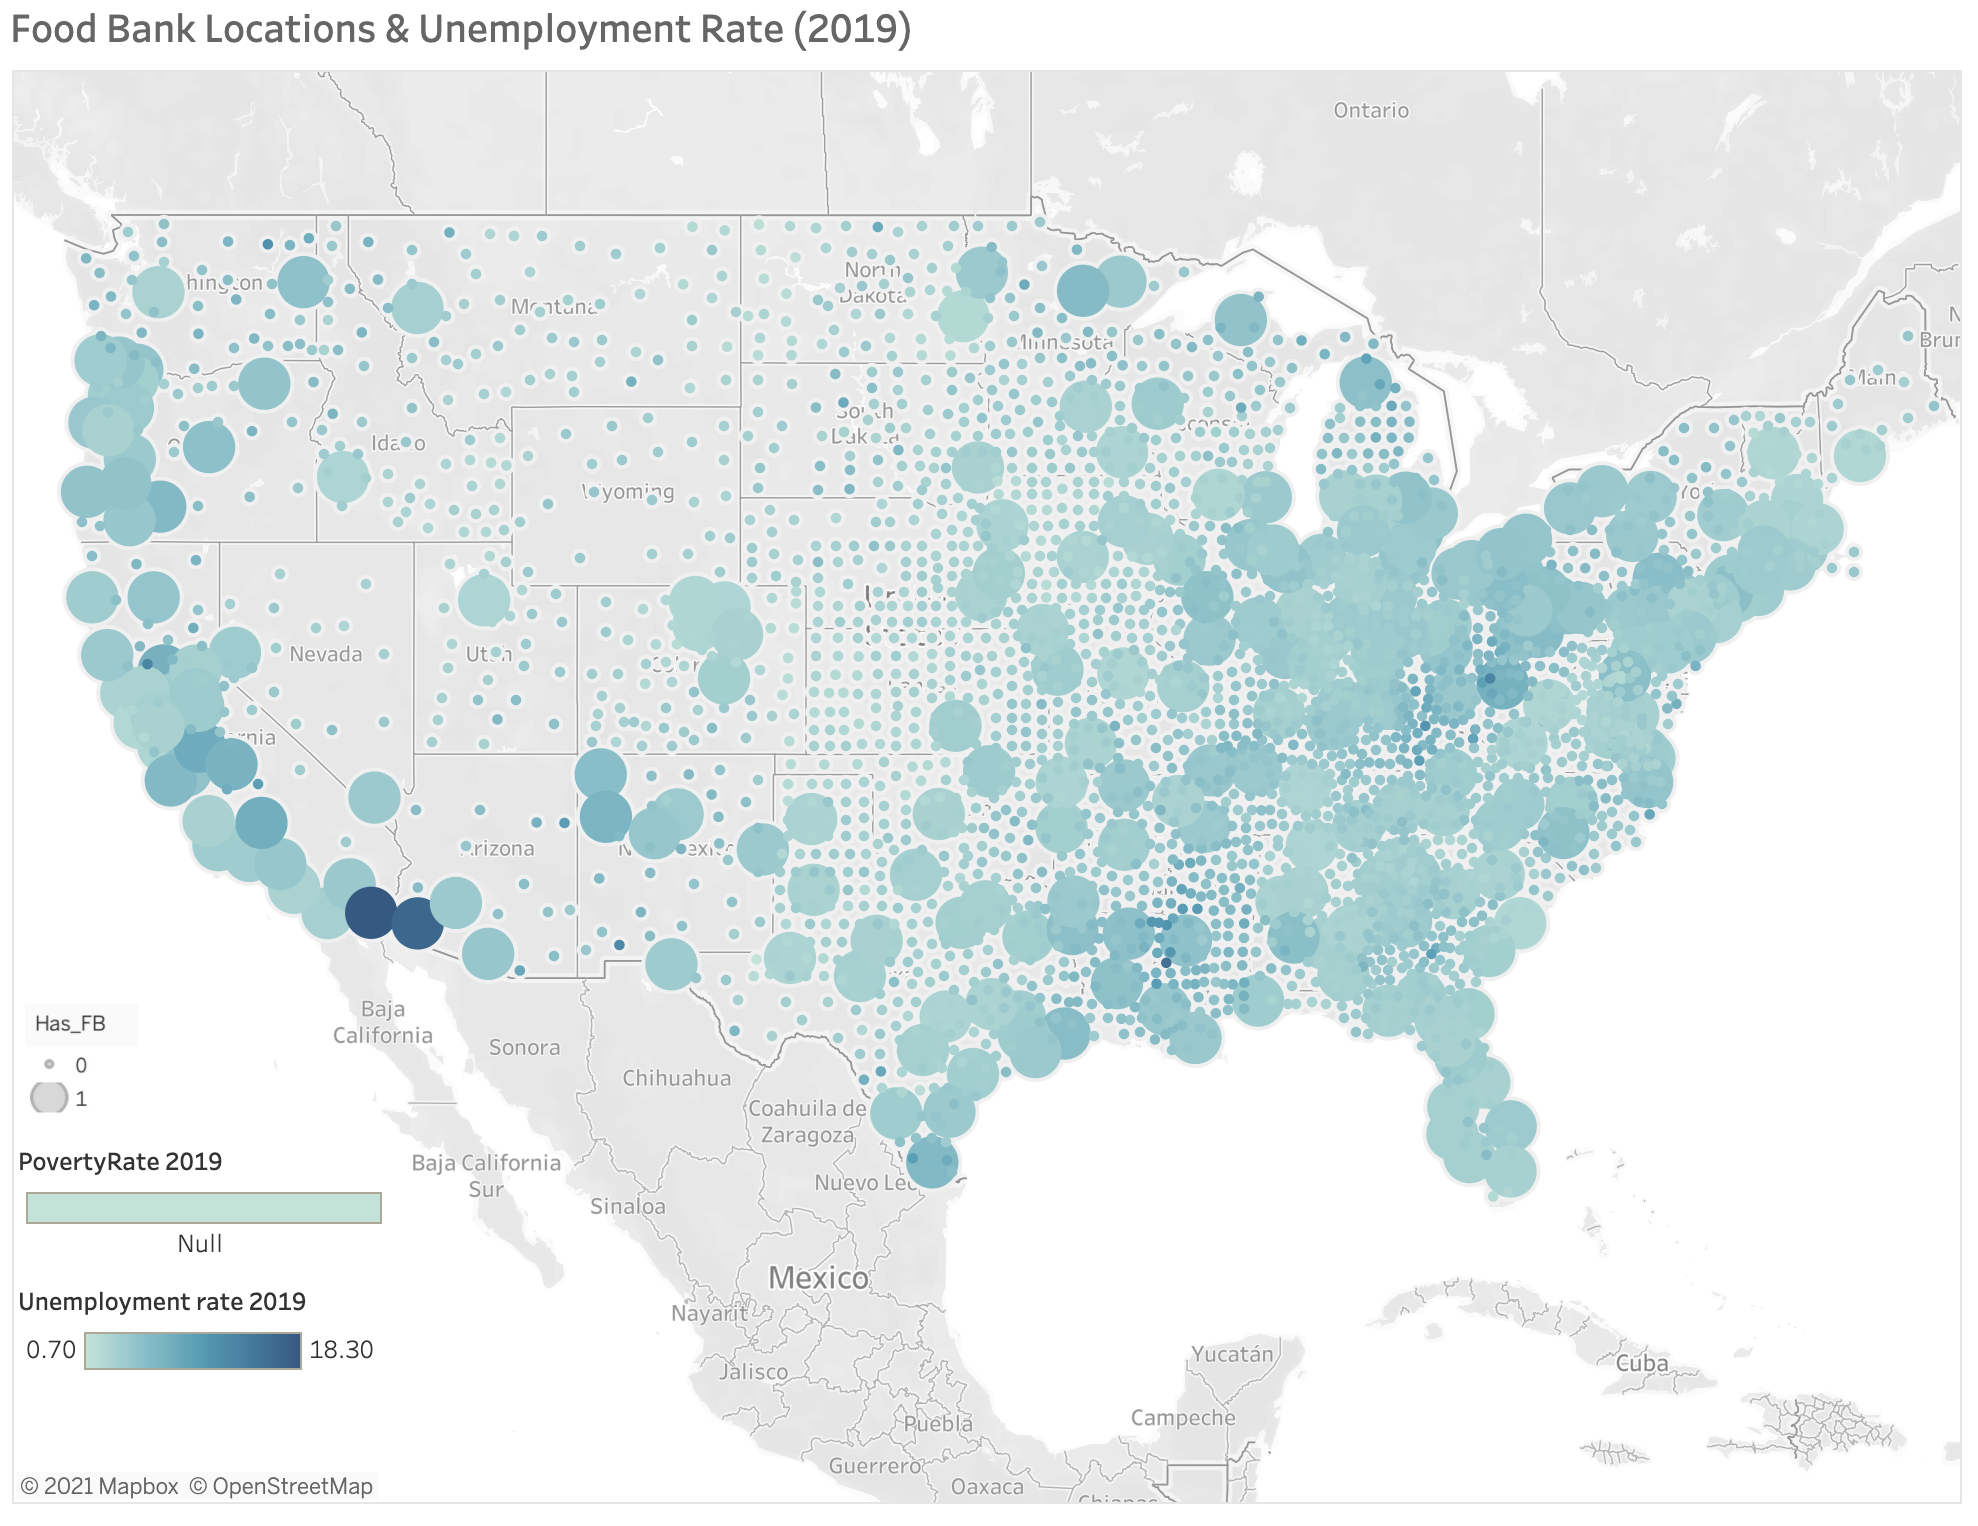 Food Bank Locations & Unemployment Rate (2019)
Ontario
hington
North
Dakota
Montana
Minnesota
Main
Brun
South
Dakota
Idaho
Wyoming
Nevada
Utah
Arizona
Baja
California
Sonora
Chihuahua
Coahuila de
Zaragoza
Baja California
Sur
Sinaloa
Nuevo Leó
Mexico
Nayarit
Jalisco
Yucatán
Cuba
Campeche
Puebla
Guerrero
Oaxaca
Chiapas
Has_FB
0
1
PovertyRate 2019
Null
Unemployment rate 2019
0.70 18.30
© 2021 Mapbox © OpenStreetMap